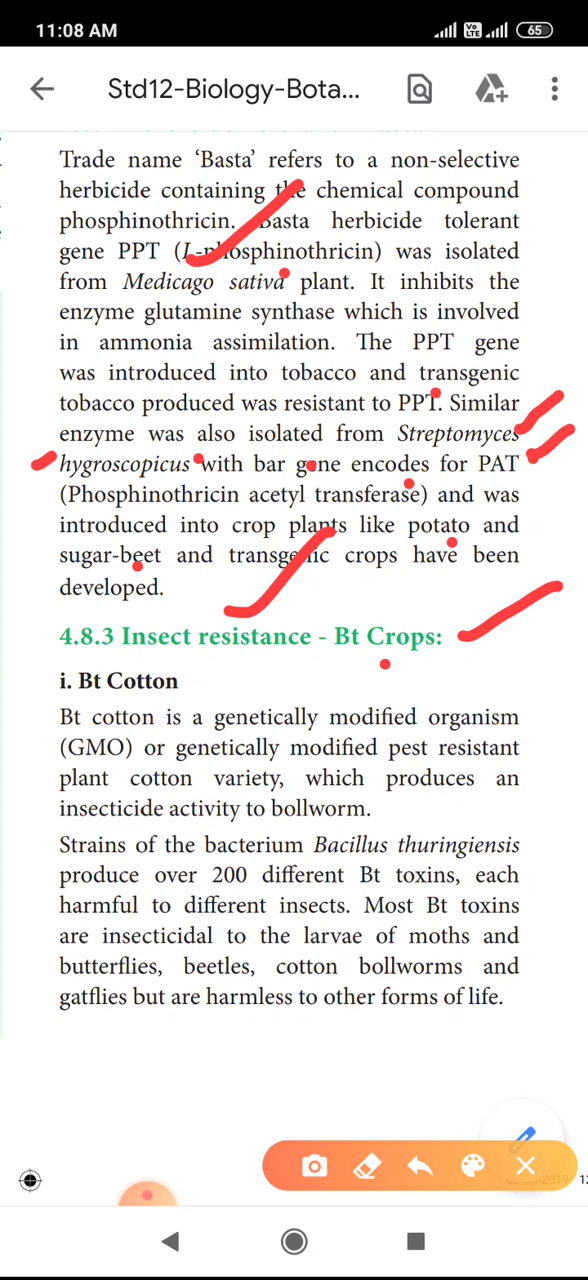 11:08 AM
Vo LTE
65
Std12-Biology-Bota...
Trade name ‘Basta’ refers to a non-selective
herbicide containing the chemical compound
phosphinothricin. Basta herbicide tolerant
gene PPT (L-phosphinothricin) was isolated
from Medicago sativa plant. It inhibits the
enzyme glutamine synthase which is involved
in ammonia assimilation. The PPT gene
was introduced into tobacco and transgenic
tobacco produced was resistant to PPT. Similar
enzyme was also isolated from Streptomyces
hygroscopicus with bar gene encodes for PAT
(Phosphinothricin acetyl transferase) and was
introduced into crop plants like potato and
sugar-beet and transgenic crops have been
developed.
4.8.3 Insect resistance - Bt Crops:
i. Bt Cotton
Bt cotton is a genetically modified organism
(GMO) or genetically modified pest resistant
plant cotton variety, which produces an
insecticide activity to bollworm.
Strains of the bacterium Bacillus thuringiensis
produce over 200 different Bt toxins, each
harmful to different insects. Most Bt toxins
are insecticidal to the larvae of moths and
butterflies, beetles, cotton bollworms and
gatflies but are harmless to other forms of life.